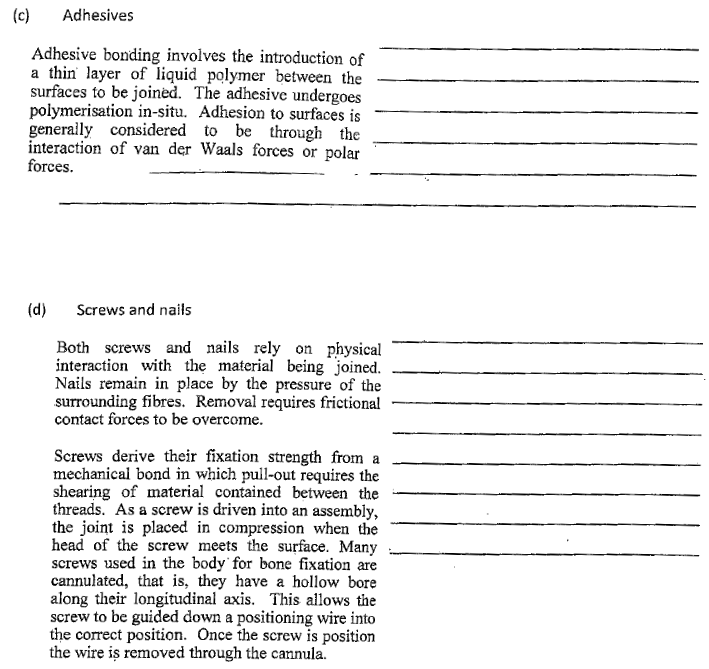 (c) Adhesives
Adhesive bonding involves the introduction of
a thin layer of liquid polymer between the
surfaces to be joined. The adhesive undergoes
polymerisation in-situ. Adhesion to surfaces is
generally considered to be through the
interaction of van der Waals forces or polar
forces.
(d) Screws and nails
Both screws and nails rely on physical
interaction with the material being joined.
Nails remain in place by the pressure of the
surrounding fibres. Removal requires frictional
contact forces to be overcome.
Screws derive their fixation strength from a
mechanical bond in which pull-out requires the
shearing of material contained between the
threads. As a screw is driven into an assembly,
the joint is placed in compression when the
head of the screw meets the surface. Many
screws used in the body for bone fixation are
cannulated, that is, they have a hollow bore
along their longitudinal axis. This allows the
screw to be guided down a positioning wire into
the correct position. Once the screw is position
the wire is removed through the cannula.